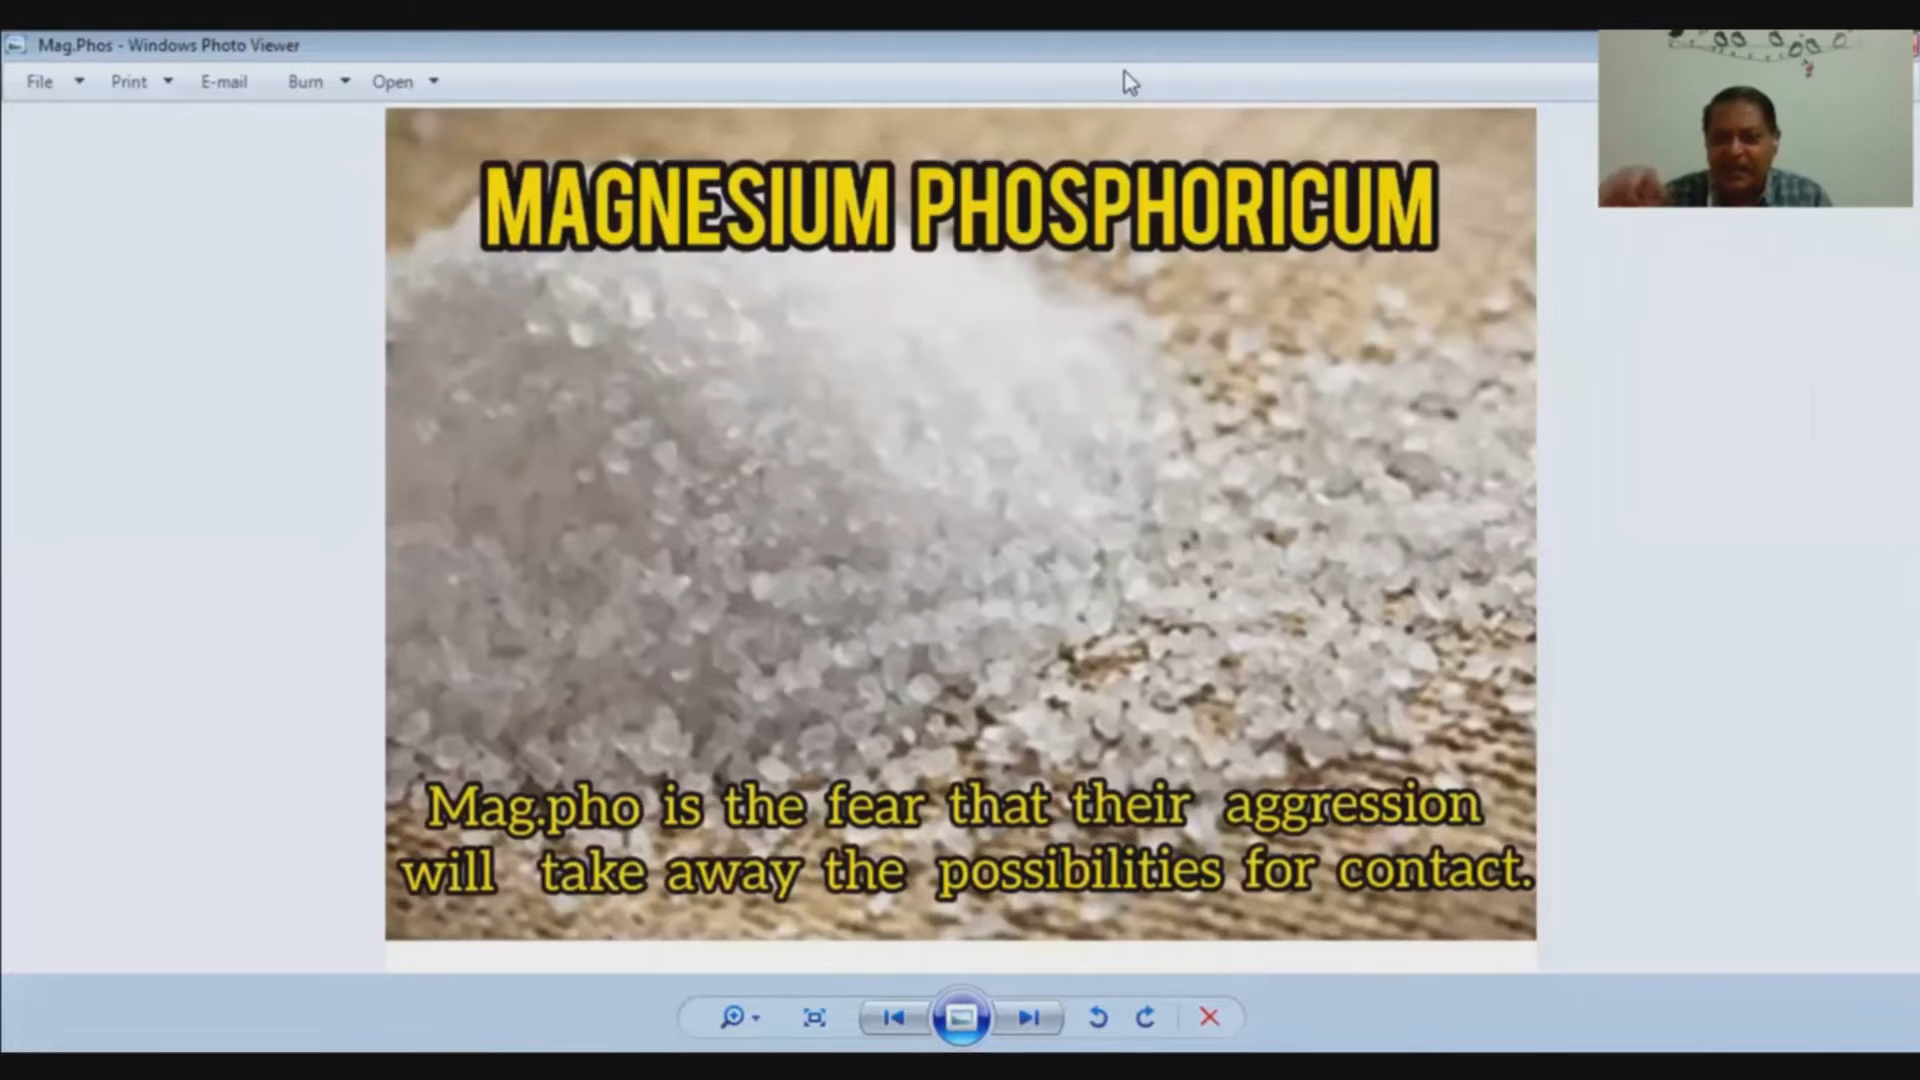 Mag.Phos - Windows Photo Viewer
File Print E-mail Burn Open
MAGNESIUM PHOSPHORICUM
Mag.pho is the fear that their aggression
will take away the possibilities for contact.